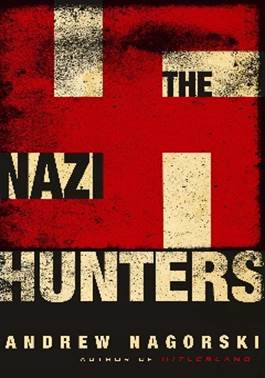 THE
NAZI
HUNTERS
ANDREW NAGORSKI
AUTHOR OF HITLERLAND